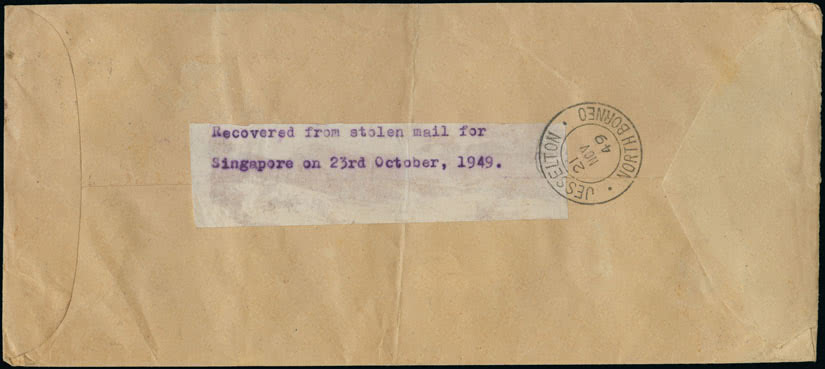 Recovered from stolen mail for
Singapore on 23rd October, 1949.
JESSELTON
21
NOV
49
NORTH BORNEO